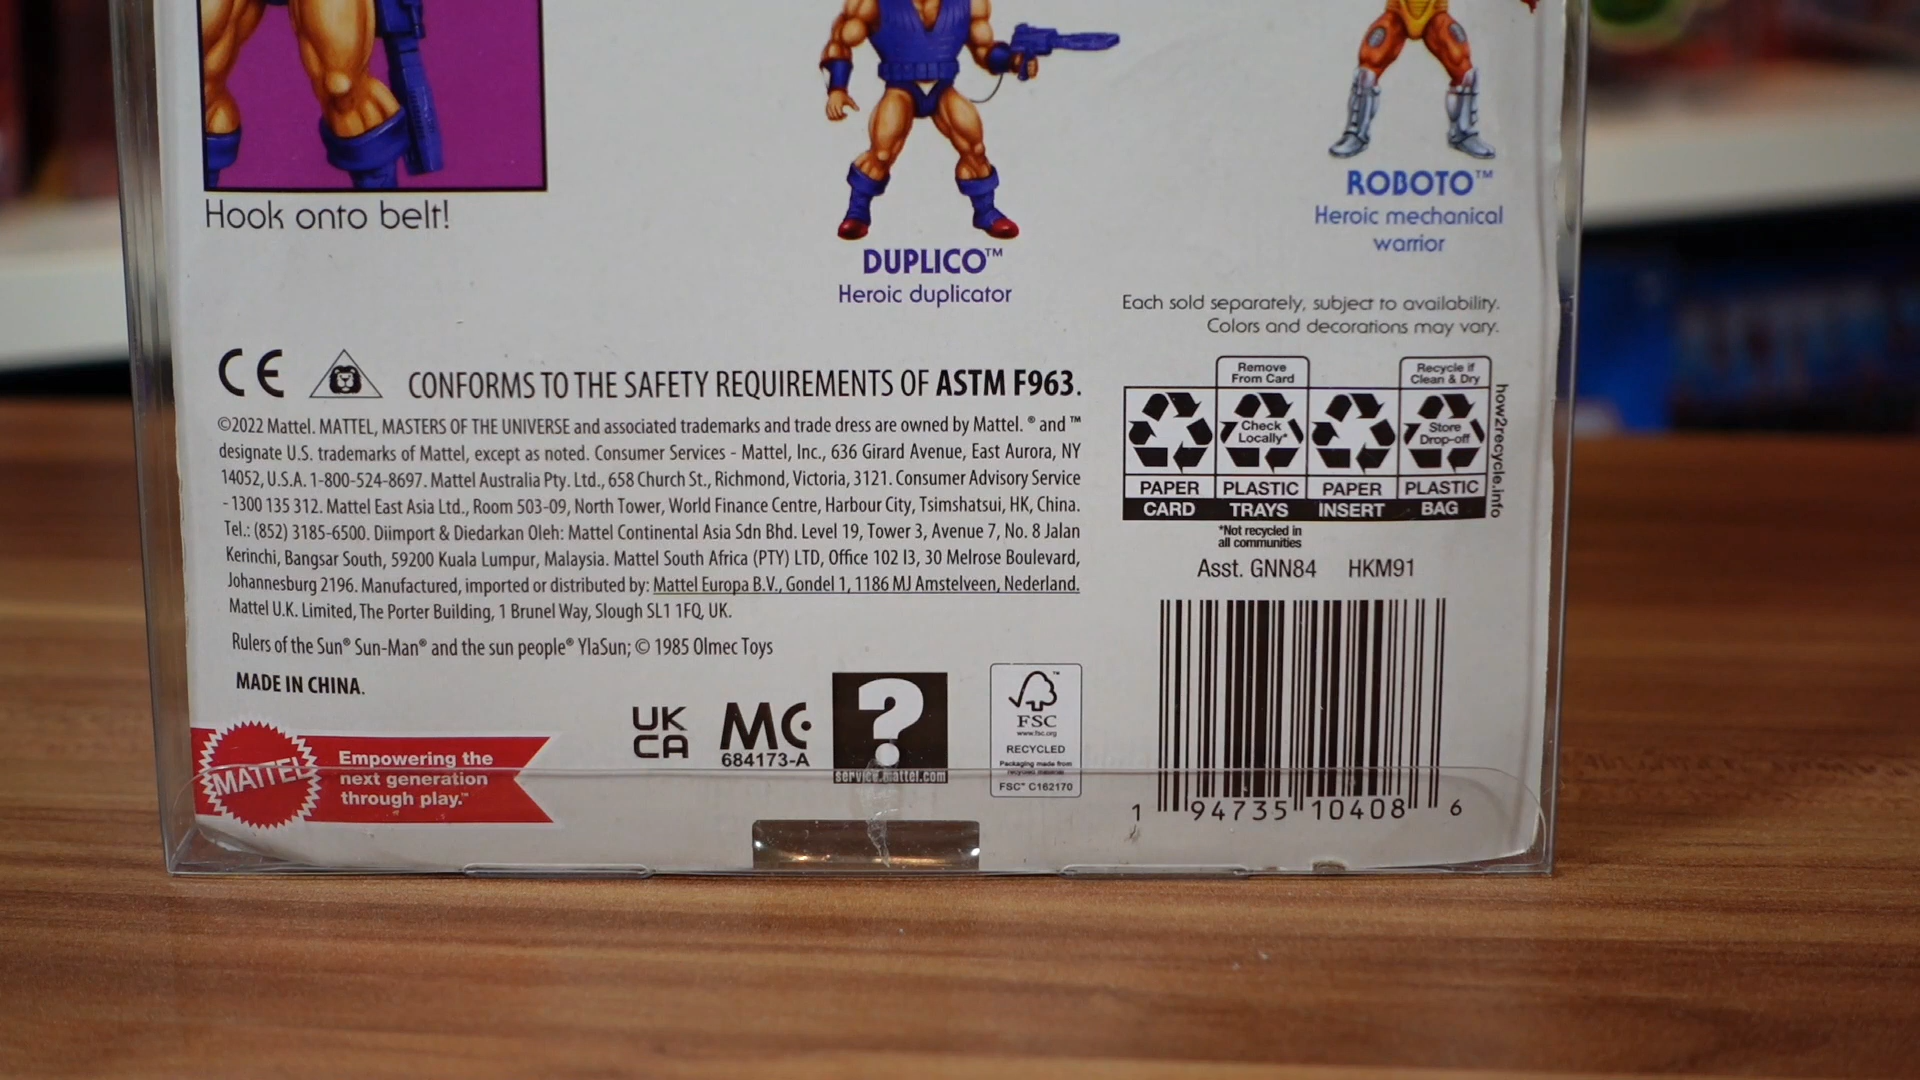 Hook onto belt!
DUPLICO™
Heroic duplicator
ROBOTO™
Heroic mechanical
warrior
Each sold separately, subject to availability.
Colors and decorations may vary.
CE
CONFORMS TO THE SAFETY REQUIREMENTS OF ASTM F963.
©2022 Mattel. MATTEL, MASTERS OF THE UNIVERSE and associated trademarks and trade dress are owned by Mattel. ® and ™
designate U.S. trademarks of Mattel, except as noted. Consumer Services - Mattel, Inc., 636 Girard Avenue, East Aurora, NY
14052, U.S.A. 1-800-524-8697. Mattel Australia Pty. Ltd., 658 Church St., Richmond, Victoria, 3121. Consumer Advisory Service
- 1300 135 312. Mattel East Asia Ltd., Room 503-09, North Tower, World Finance Centre, Harbour City, Tsimshatsui, HK, China.
Tel.: (852) 3185-6500. Diimport & Diedarkan Oleh: Mattel Continental Asia Sdn Bhd. Level 19, Tower 3, Avenue 7, No. 8 Jalan
Kerinchi, Bangsar South, 59200 Kuala Lumpur, Malaysia. Mattel South Africa (PTY) LTD, Office 102 I3, 30 Melrose Boulevard,
Johannesburg 2196. Manufactured, imported or distributed by: Mattel Europa B.V., Gondel 1, 1186 MJ Amstelveen, Nederland.
Mattel U.K. Limited, The Porter Building, 1 Brunel Way, Slough SL1 1FQ, UK.
Rulers of the Sun® Sun-Man® and the sun people® YlaSun; © 1985 Olmec Toys
MADE IN CHINA.
MATTEL
Empowering the
next generation
through play.™
UK
CA
MC
684173-A
?
service.mattel.com
FSC™
www.fsc.org
RECYCLED
Packaging made from
recycled materials
FSC® C162170
Remove
From Card
Recycle if
Clean & Dry
Check
Locally*
Store
Drop-off
PAPER PLASTIC PAPER PLASTIC
CARD TRAYS INSERT BAG
how2recycle.info
*Not recycled in
all communities
Asst. GNN84 HKM91
1 94735 10408 6